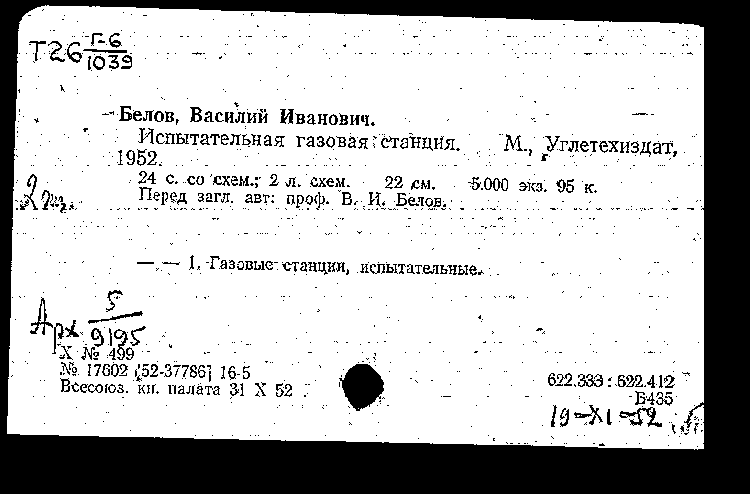 Т26 Г-6
1039
Белов, Василий Иванович.
Испытательная газовая станция. М., Углетехиздат,
1952.
24 с. со схем.; 2 л. схем. 22 см. 5.000 экз. 95 к.
2 эк.
Перед загл. авт: проф. В. И. Белов.
— — 1. Газовые станции, испытательные.
Арх 5
9195
X № 499
№ 17602 [52-37786] 16-5
Всесоюз. кн. палата 31 X 52
622.333 : 622.412
Б435
19-XI-52